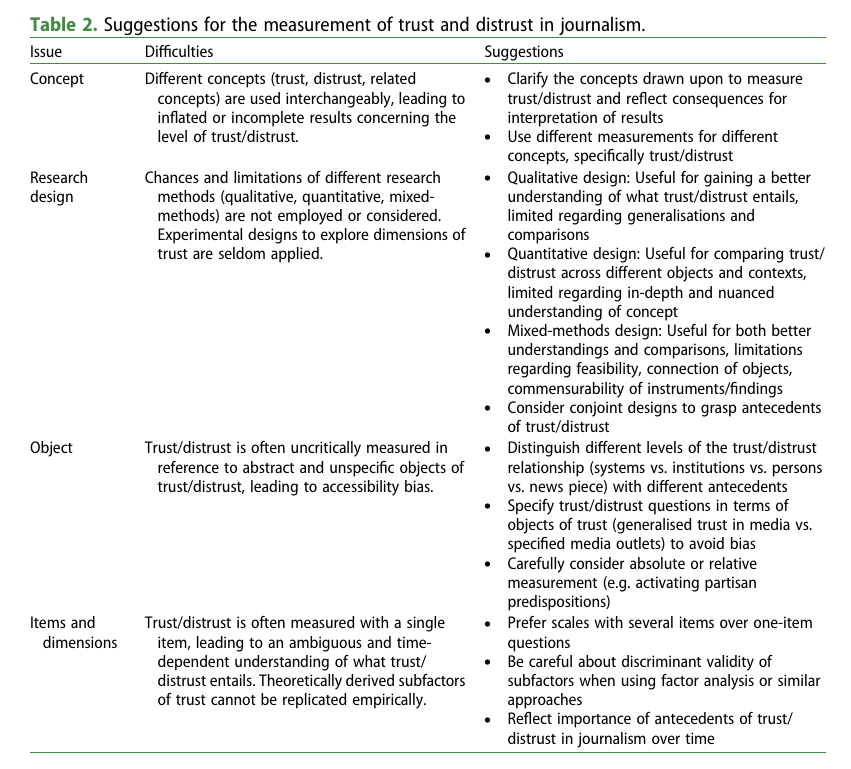 Table 2. Suggestions for the measurement of trust and distrust in journalism.
Issue Difficulties Suggestions
Concept
Different concepts (trust, distrust, related
concepts) are used interchangeably, leading to
inflated or incomplete results concerning the
level of trust/distrust.
• Clarify the concepts drawn upon to measure
trust/distrust and reflect consequences for
interpretation of results
• Use different measurements for different
concepts, specifically trust/distrust
Research
design
Chances and limitations of different research
methods (qualitative, quantitative, mixed-
methods) are not employed or considered.
Experimental designs to explore dimensions of
trust are seldom applied.
• Qualitative design: Useful for gaining a better
understanding of what trust/distrust entails,
limited regarding generalisations and
comparisons
• Quantitative design: Useful for comparing trust/
distrust across different objects and contexts,
limited regarding in-depth and nuanced
understanding of concept
• Mixed-methods design: Useful for both better
understandings and comparisons, limitations
regarding feasibility, connection of objects,
commensurability of instruments/findings
• Consider conjoint designs to grasp antecedents
of trust/distrust
Object
Trust/distrust is often uncritically measured in
reference to abstract and unspecific objects of
trust/distrust, leading to accessibility bias.
• Distinguish different levels of the trust/distrust
relationship (systems vs. institutions vs. persons
vs. news piece) with different antecedents
• Specify trust/distrust questions in terms of
objects of trust (generalised trust in media vs.
specified media outlets) to avoid bias
• Carefully consider absolute or relative
measurement (e.g. activating partisan
predispositions)
Items and
dimensions
Trust/distrust is often measured with a single
item, leading to an ambiguous and time-
dependent understanding of what trust/
distrust entails. Theoretically derived subfactors
of trust cannot be replicated empirically.
• Prefer scales with several items over one-item
questions
• Be careful about discriminant validity of
subfactors when using factor analysis or similar
approaches
• Reflect importance of antecedents of trust/
distrust in journalism over time